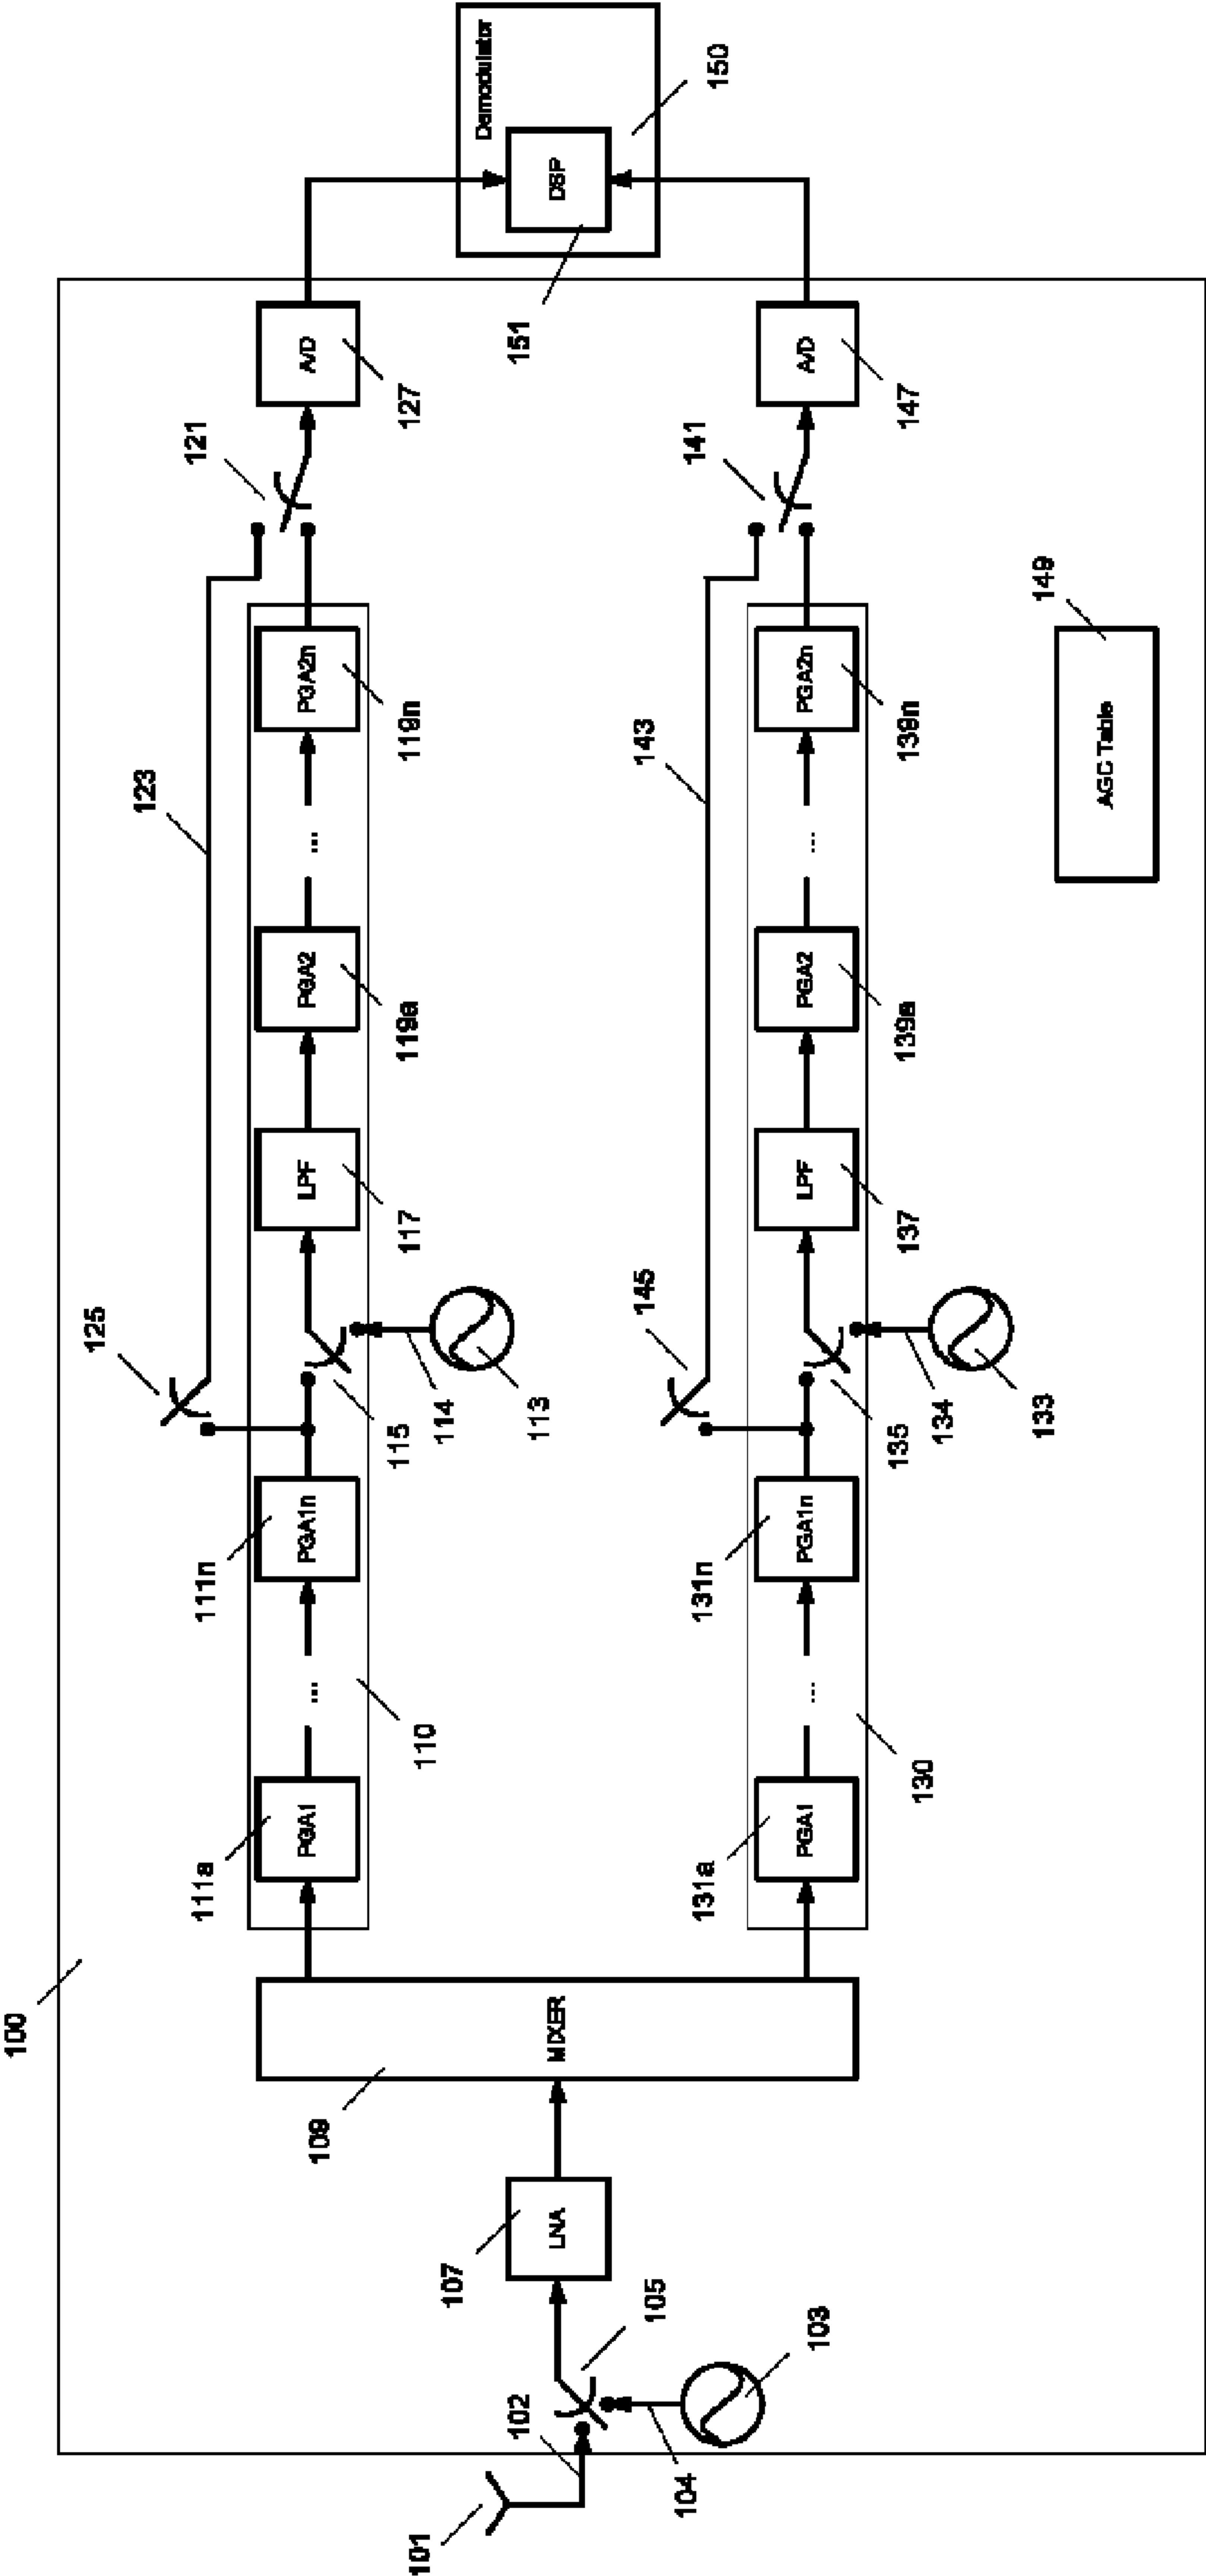 100
101
102
103
104
105
107
LNA
109
MIXER
110
111a
PGA1
...
111n
PGA1n
125
115
114
113
LPF
117
123
PGA2
119a
...
PGA2n
119n
121
A/D
127
130
131a
PGA1
...
131n
PGA1n
145
135
134
133
LPF
137
143
PGA2
139a
...
PGA2n
139n
141
A/D
147
149
AGC Table
Demodulator
DSP
150
151